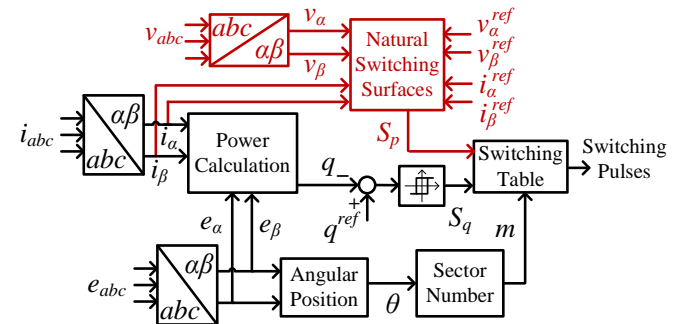 v_abc
abc
αβ
v_α
v_β
Natural
Switching
Surfaces
v_α^ref
v_β^ref
i_α^ref
i_β^ref
i_abc
αβ
abc
i_α
i_β
Power
Calculation
S_p
q
−
+
q^ref
S_q
Switching
Table
Switching
Pulses
e_α
e_β
m
e_abc
αβ
abc
Angular
Position
θ
Sector
Number